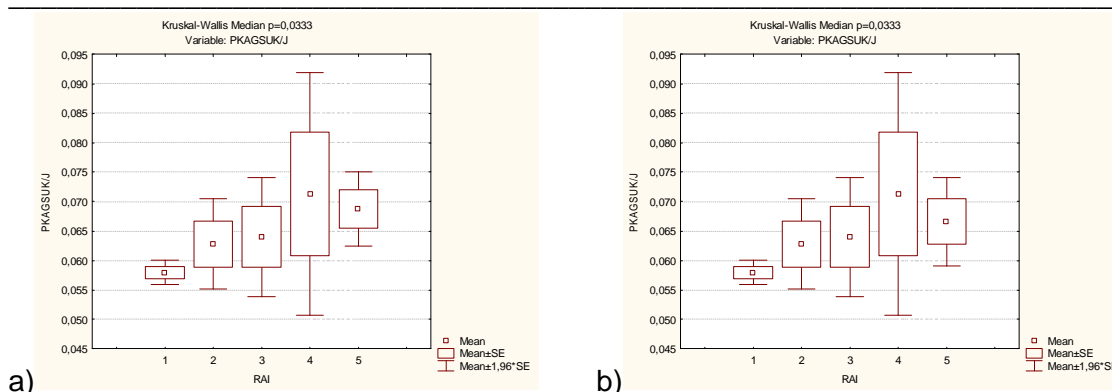 Kruskal-Wallis Median p=0,0333
Variable: PKAGSUK/J
0,095
0,090
0,085
0,080
0,075
0,070
0,065
0,060
0,055
0,050
0,045
PKAGSUK/J
1 2 3 4 5
RAI
Mean
Mean±SE
Mean±1,96*SE
a)
Kruskal-Wallis Median p=0,0333
Variable: PKAGSUK/J
0,095
0,090
0,085
0,080
0,075
0,070
0,065
0,060
0,055
0,050
0,045
PKAGSUK/J
1 2 3 4 5
RAI
Mean
Mean±SE
Mean±1,96*SE
b)